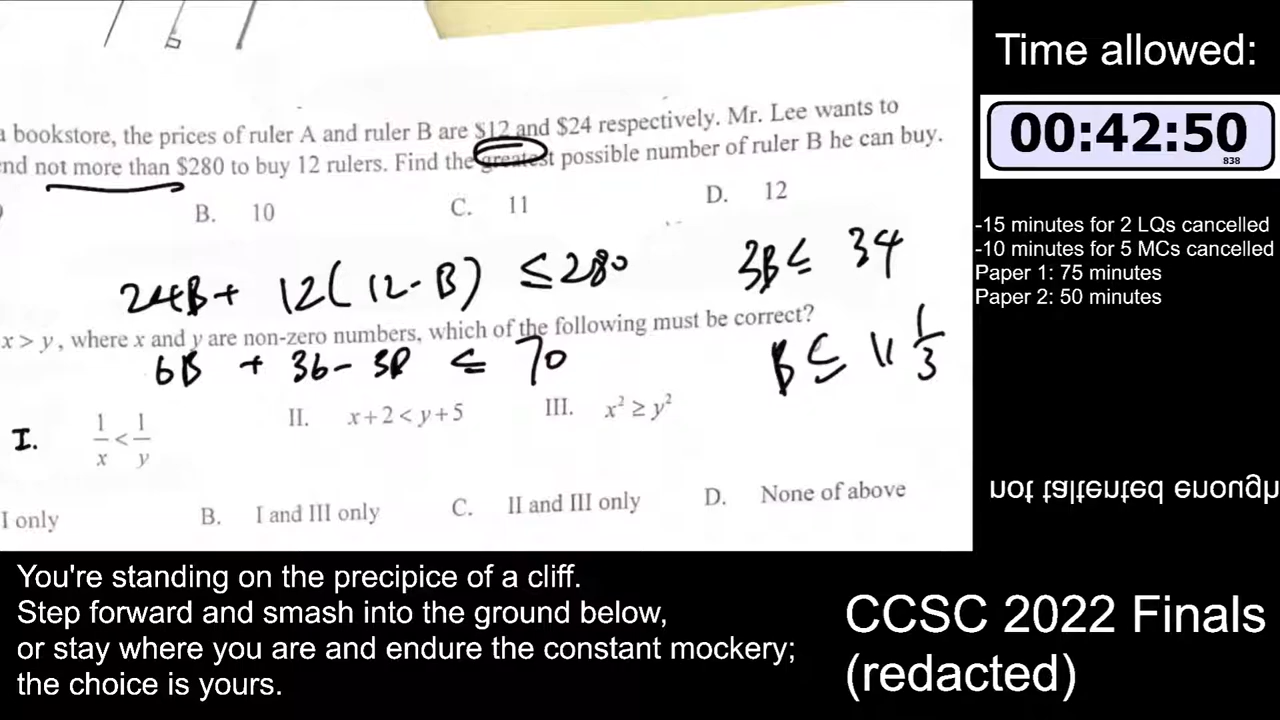 a bookstore, the prices of ruler A and ruler B are $12 and $24 respectively. Mr. Lee wants to
nd not more than $280 to buy 12 rulers. Find the greatest possible number of ruler B he can buy.
B. 10 C. 11 D. 12
24B + 12(12-B) ≤ 280 3B ≤ 34
x > y, where x and y are non-zero numbers, which of the following must be correct?
6B + 36 - 3B ≤ 70 B ≤ 11 1/3
I. 1/x < 1/y II. x + 2 < y + 5 III. x² ≥ y²
I only B. I and III only C. II and III only D. None of above
Time allowed:
00:42:50
838
-15 minutes for 2 LQs cancelled
-10 minutes for 5 MCs cancelled
Paper 1: 75 minutes
Paper 2: 50 minutes
not taltented enough
You're standing on the precipice of a cliff.
Step forward and smash into the ground below,
or stay where you are and endure the constant mockery;
the choice is yours.
CCSC 2022 Finals
(redacted)